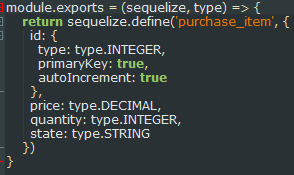 module.exports = (sequelize, type) => {
  return sequelize.define('purchase_item', {
    id: {
      type: type.INTEGER,
      primaryKey: true,
      autoIncrement: true
    },
    price: type.DECIMAL,
    quantity: type.INTEGER,
    state: type.STRING
  })
}